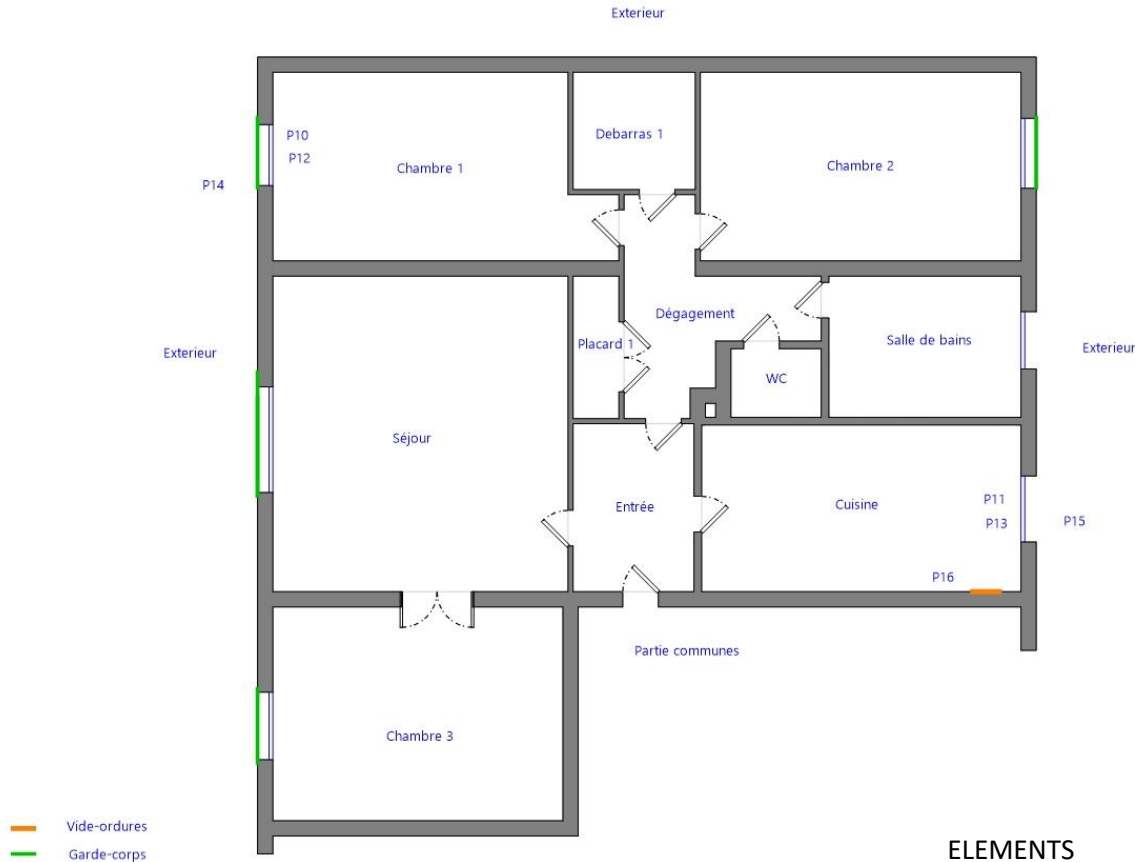 Exterieur
P10
Debarras 1
P12
Chambre 1
Chambre 2
P14
Dégagement
Exterieur
Placard 1
Salle de bains
Exterieur
WC
Séjour
Entrée
Cuisine
P11
P13
P15
P16
Partie communes
Chambre 3
Vide-ordures
Garde-corps
ELEMENTS